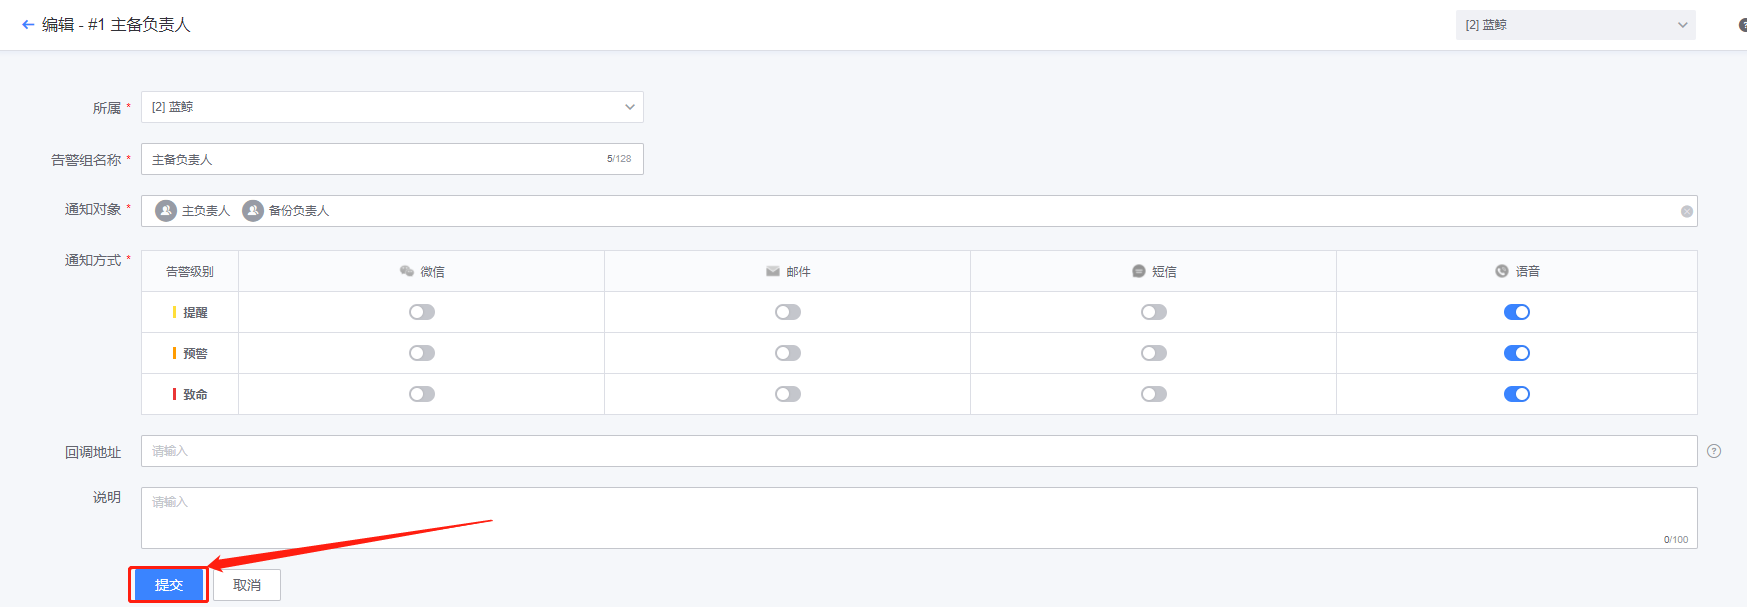 编辑 - #1 主备负责人
[2] 蓝鲸
所属 *
[2] 蓝鲸
告警组名称 *
主备负责人
5/128
通知对象 *
主负责人
备份负责人
通知方式 *
告警级别
微信
邮件
短信
语音
提醒
预警
致命
回调地址
请输入
?
说明
请输入
0/100
提交
取消